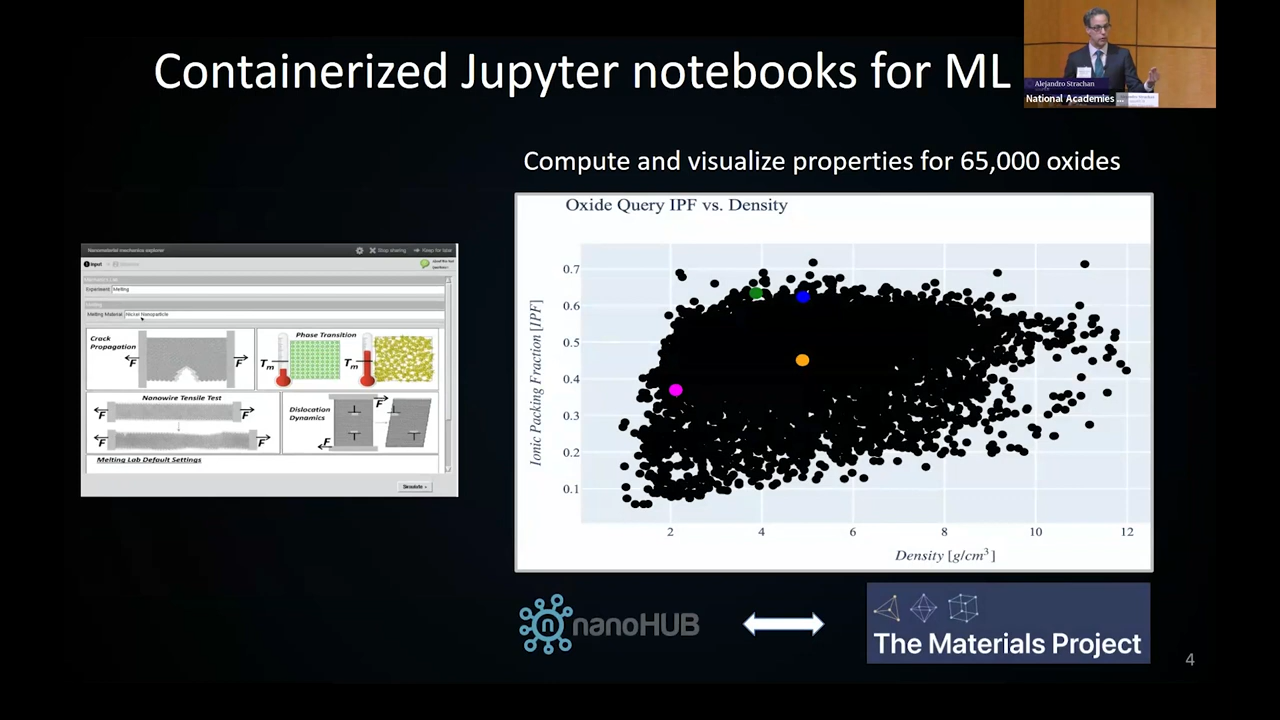 Containerized Jupyter notebooks for ML
Alejandro Strachan
National Academies ...
Compute and visualize properties for 65,000 oxides
Oxide Query IPF vs. Density
Ionic Packing Fraction [IPF]
0.7
0.6
0.5
0.4
0.3
0.2
0.1
2 4 6 8 10 12
Density [g/cm³]
Nanomaterial mechanics explorer
Stop sharing
Keep for later
Input
Experiment: Melting
Melting Material: Nickel Nanoparticle
Crack
Propagation
F F
Phase Transition
Tm Tm
Nanowire Tensile Test
F F
F F
Dislocation
Dynamics
F
F
Melting Lab Default Settings
Simulate >
n nanoHUB
The Materials Project
4